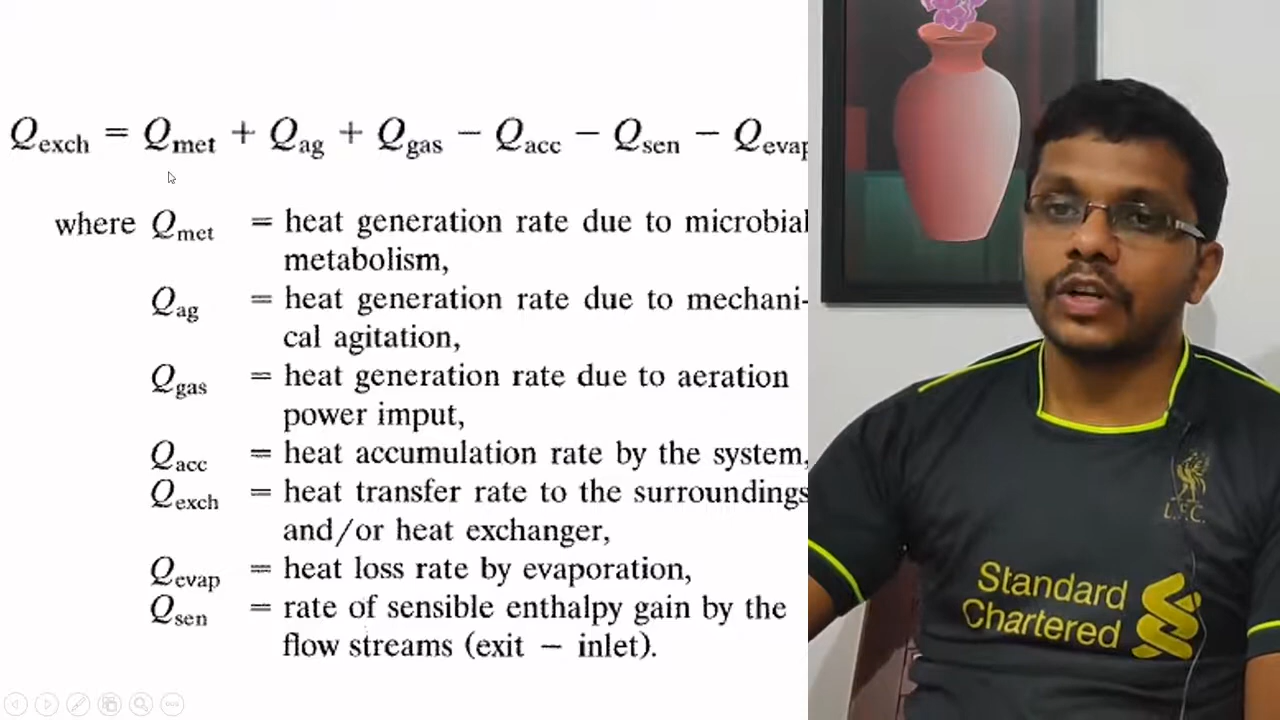 Qexch = Qmet + Qag + Qgas − Qacc − Qsen − Qevap
where Qmet = heat generation rate due to microbial
metabolism,
Qag = heat generation rate due to mechani-
cal agitation,
Qgas = heat generation rate due to aeration
power imput,
Qacc = heat accumulation rate by the system,
Qexch = heat transfer rate to the surroundings
and/or heat exchanger,
Qevap = heat loss rate by evaporation,
Qsen = rate of sensible enthalpy gain by the
flow streams (exit − inlet).
L.F.C.
Standard
Chartered